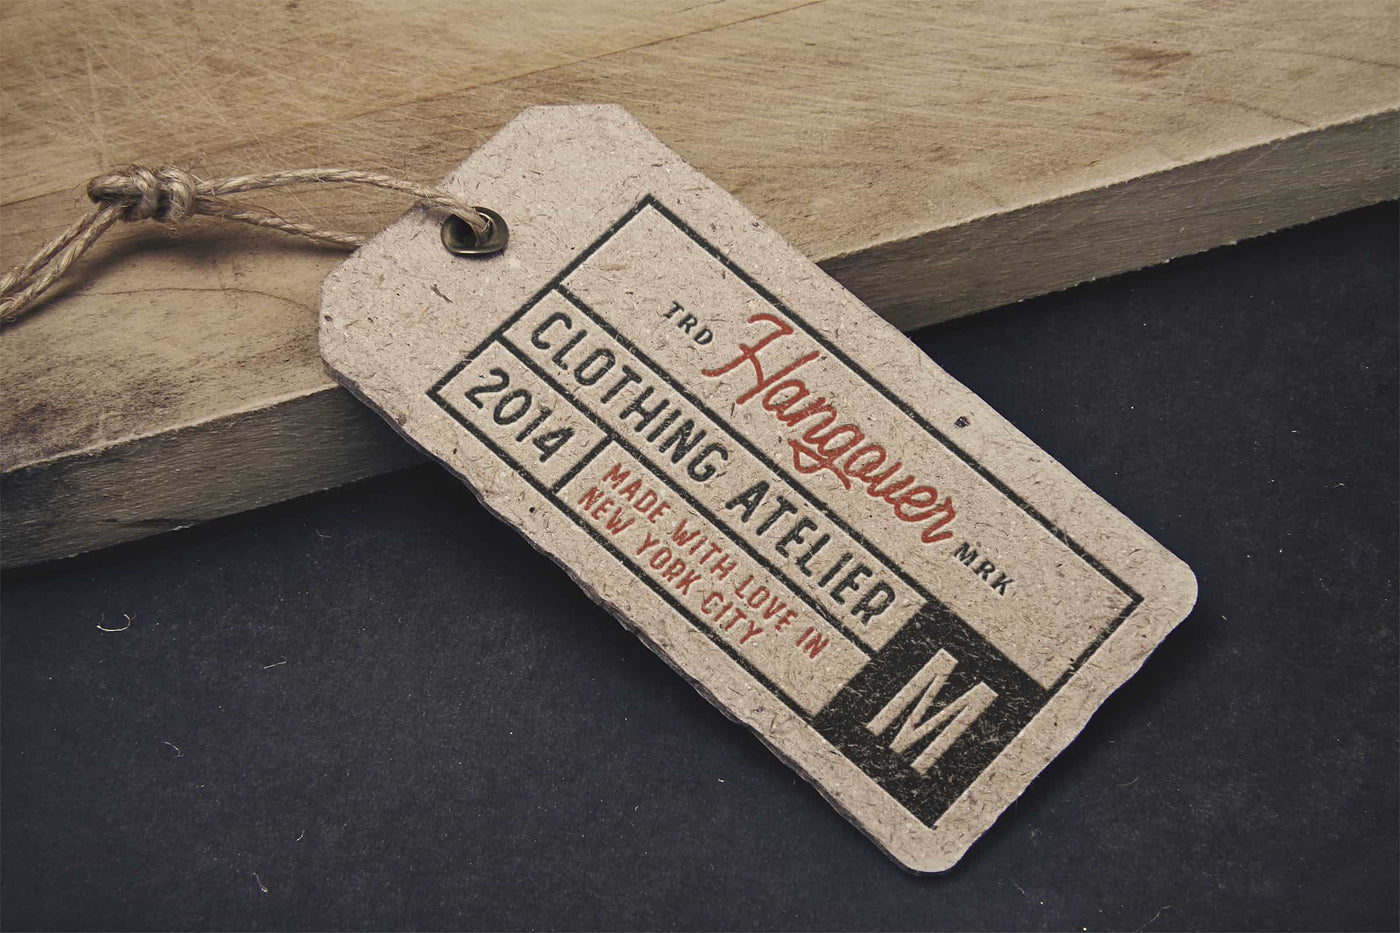 TRD Hangover MRK
CLOTHING ATELIER
2014
MADE WITH LOVE IN
NEW YORK CITY
M